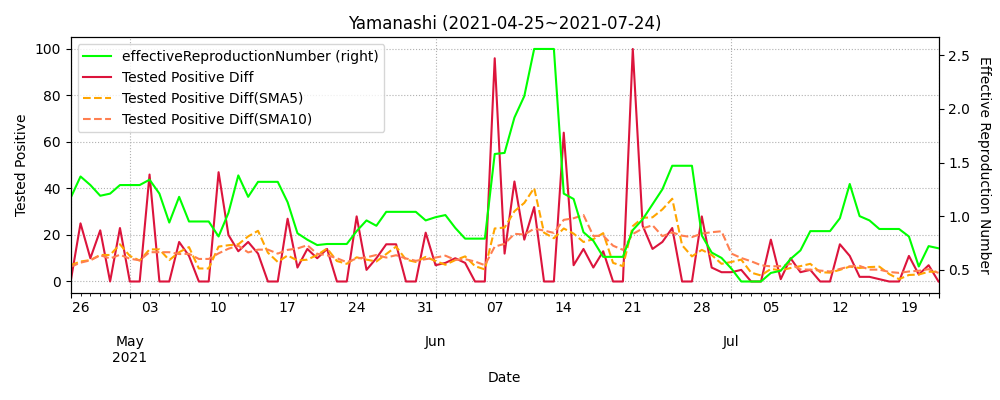 Yamanashi (2021-04-25~2021-07-24)
effectiveReproductionNumber (right)
Tested Positive Diff
Tested Positive Diff(SMA5)
Tested Positive Diff(SMA10)
Tested Positive
100
80
60
40
20
0
2.5
2.0
1.5
1.0
0.5
Effective Reproduction Number
26 03 10 17 24 31 07 14 21 28 05 12 19
May Jun Jul
2021
Date